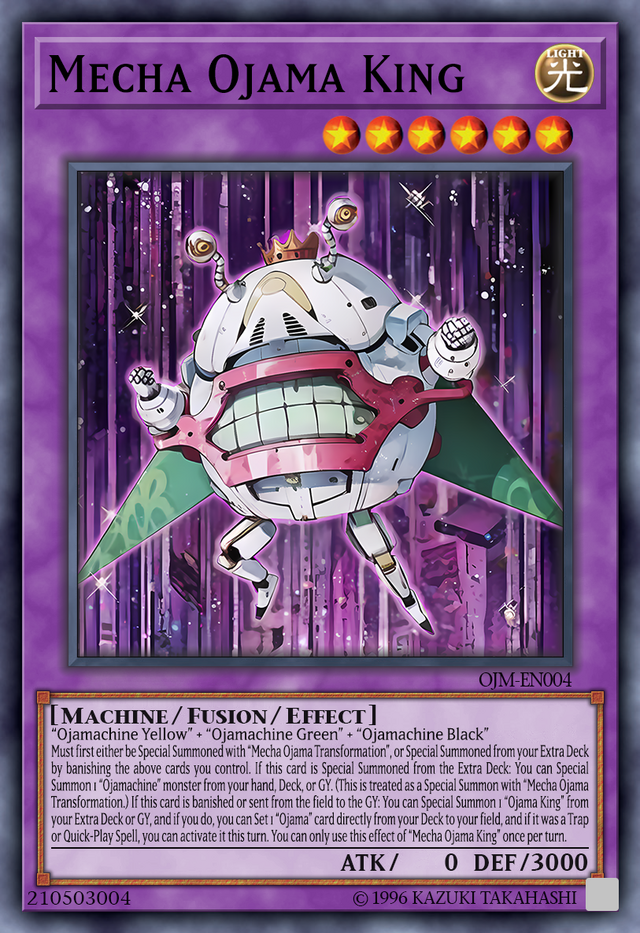 MECHA OJAMA KING
LIGHT
光
OJM-EN004
[MACHINE/FUSION/EFFECT]
"Ojamachine Yellow" + "Ojamachine Green" + "Ojamachine Black"
Must first either be Special Summoned with "Mecha Ojama Transformation", or Special Summoned from your Extra Deck
by banishing the above cards you control. If this card is Special Summoned from the Extra Deck: You can Special
Summon 1 "Ojamachine" monster from your hand, Deck, or GY. (This is treated as a Special Summon with "Mecha Ojama
Transformation.) If this card is banished or sent from the field to the GY: You can Special Summon 1 "Ojama King" from
your Extra Deck or GY, and if you do, you can Set 1 "Ojama" card directly from your Deck to your field, and if it was a Trap
or Quick-Play Spell, you can activate it this turn. You can only use this effect of "Mecha Ojama King" once per turn.
ATK/ 0 DEF/3000
210503004
©1996 KAZUKI TAKAHASHI